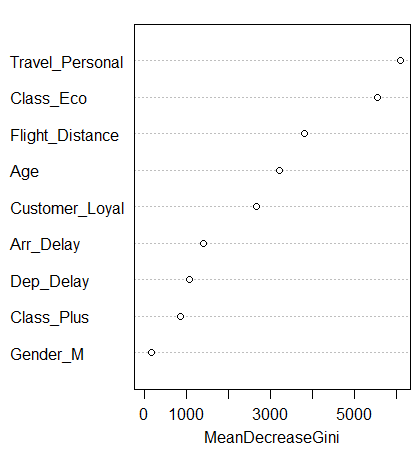 Travel_Personal
Class_Eco
Flight_Distance
Age
Customer_Loyal
Arr_Delay
Dep_Delay
Class_Plus
Gender_M
0 1000 3000 5000
MeanDecreaseGini